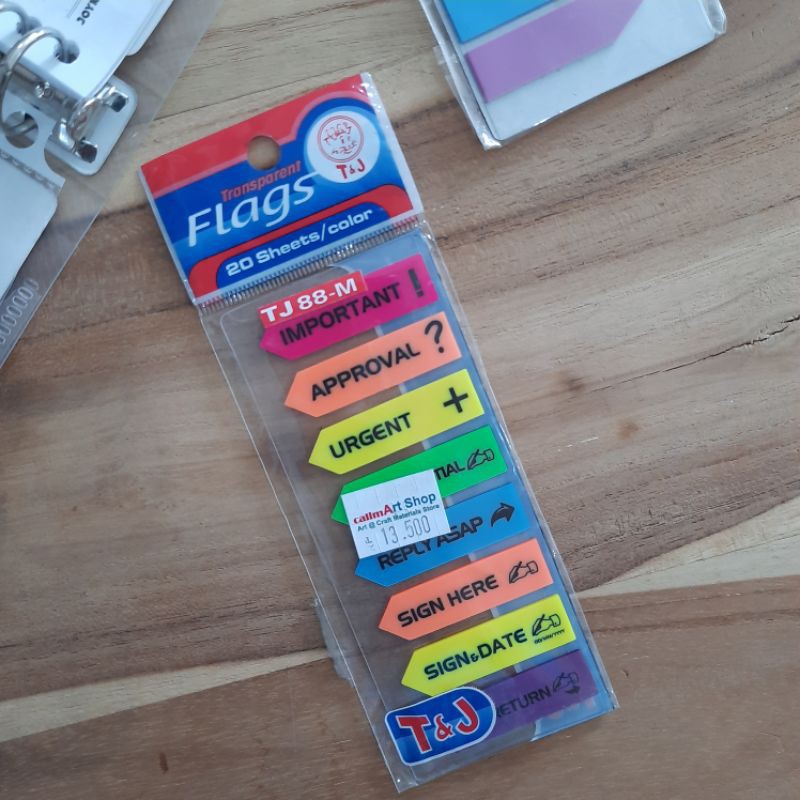 JOYK
T&J
Transparent
Flags
20 Sheets/color
TJ 88-M
IMPORTANT !
APPROVAL ?
URGENT +
TIAL
callmArt Shop
Art @ Craft Materials Store
13.500
REPLY ASAP
SIGN HERE
SIGN&DATE
RETURN
T&J